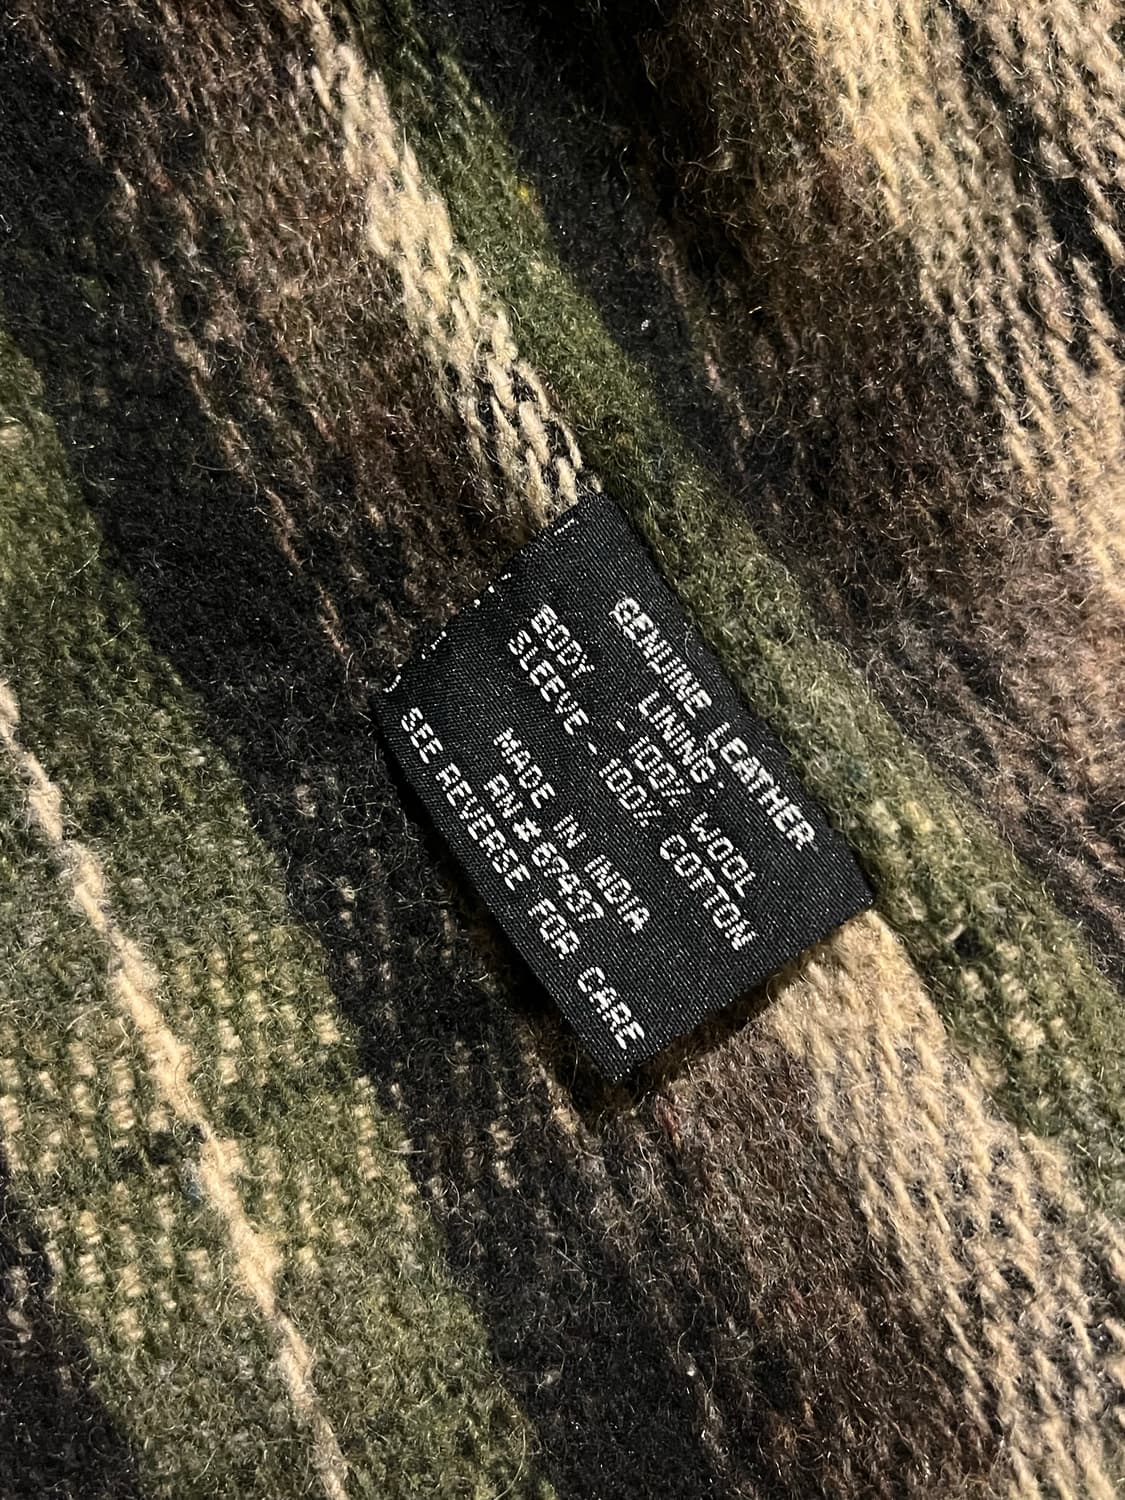 GENUINE LEATHER
LINING:
BODY - 100% WOOL
SLEEVE - 100% COTTON
MADE IN INDIA
RN#67437
SEE REVERSE FOR CARE